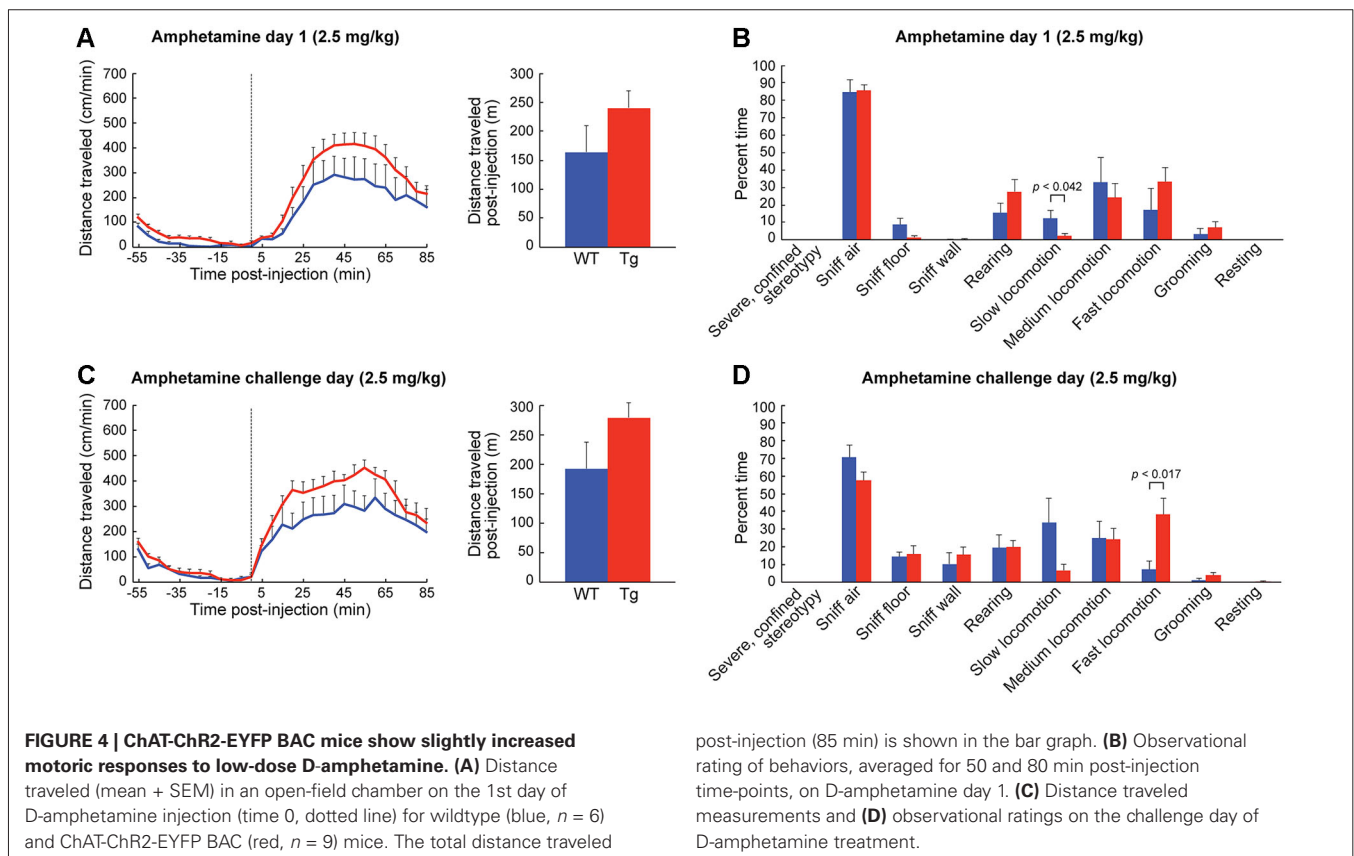 A
Amphetamine day 1 (2.5 mg/kg)
Distance traveled (cm/min)
700
600
500
400
300
200
100
0
-55
-35
-15
5
25
45
65
85
Time post-injection (min)
Distance traveled
post-injection (m)
300
250
200
150
100
50
0
WT
Tg
B
Amphetamine day 1 (2.5 mg/kg)
Percent time
100
90
80
70
60
50
40
30
20
10
0
p < 0.042
Severe, confined
stereotypy
Sniff air
Sniff floor
Sniff wall
Rearing
Slow locomotion
Medium locomotion
Fast locomotion
Grooming
Resting
C
Amphetamine challenge day (2.5 mg/kg)
Distance traveled (cm/min)
700
600
500
400
300
200
100
0
-55
-35
-15
5
25
45
65
85
Time post-injection (min)
Distance traveled
post-injection (m)
300
250
200
150
100
50
0
WT
Tg
D
Amphetamine challenge day (2.5 mg/kg)
Percent time
100
90
80
70
60
50
40
30
20
10
0
p < 0.017
Severe, confined
stereotypy
Sniff air
Sniff floor
Sniff wall
Rearing
Slow locomotion
Medium locomotion
Fast locomotion
Grooming
Resting
FIGURE 4 | ChAT-ChR2-EYFP BAC mice show slightly increased
motoric responses to low-dose D-amphetamine. (A) Distance
traveled (mean + SEM) in an open-field chamber on the 1st day of
D-amphetamine injection (time 0, dotted line) for wildtype (blue, n = 6)
and ChAT-ChR2-EYFP BAC (red, n = 9) mice. The total distance traveled
post-injection (85 min) is shown in the bar graph. (B) Observational
rating of behaviors, averaged for 50 and 80 min post-injection
time-points, on D-amphetamine day 1. (C) Distance traveled
measurements and (D) observational ratings on the challenge day of
D-amphetamine treatment.